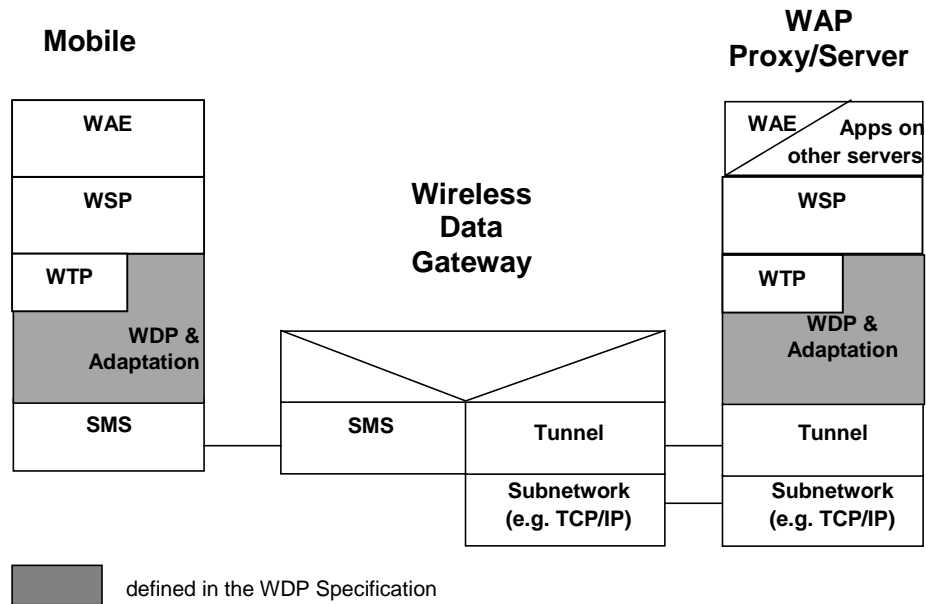 Mobile
WAE
WSP
WTP
WDP &
Adaptation
SMS
Wireless
Data
Gateway
SMS
Tunnel
Subnetwork
(e.g. TCP/IP)
WAP
Proxy/Server
WAE
Apps on
other servers
WSP
WTP
WDP &
Adaptation
Tunnel
Subnetwork
(e.g. TCP/IP)
defined in the WDP Specification